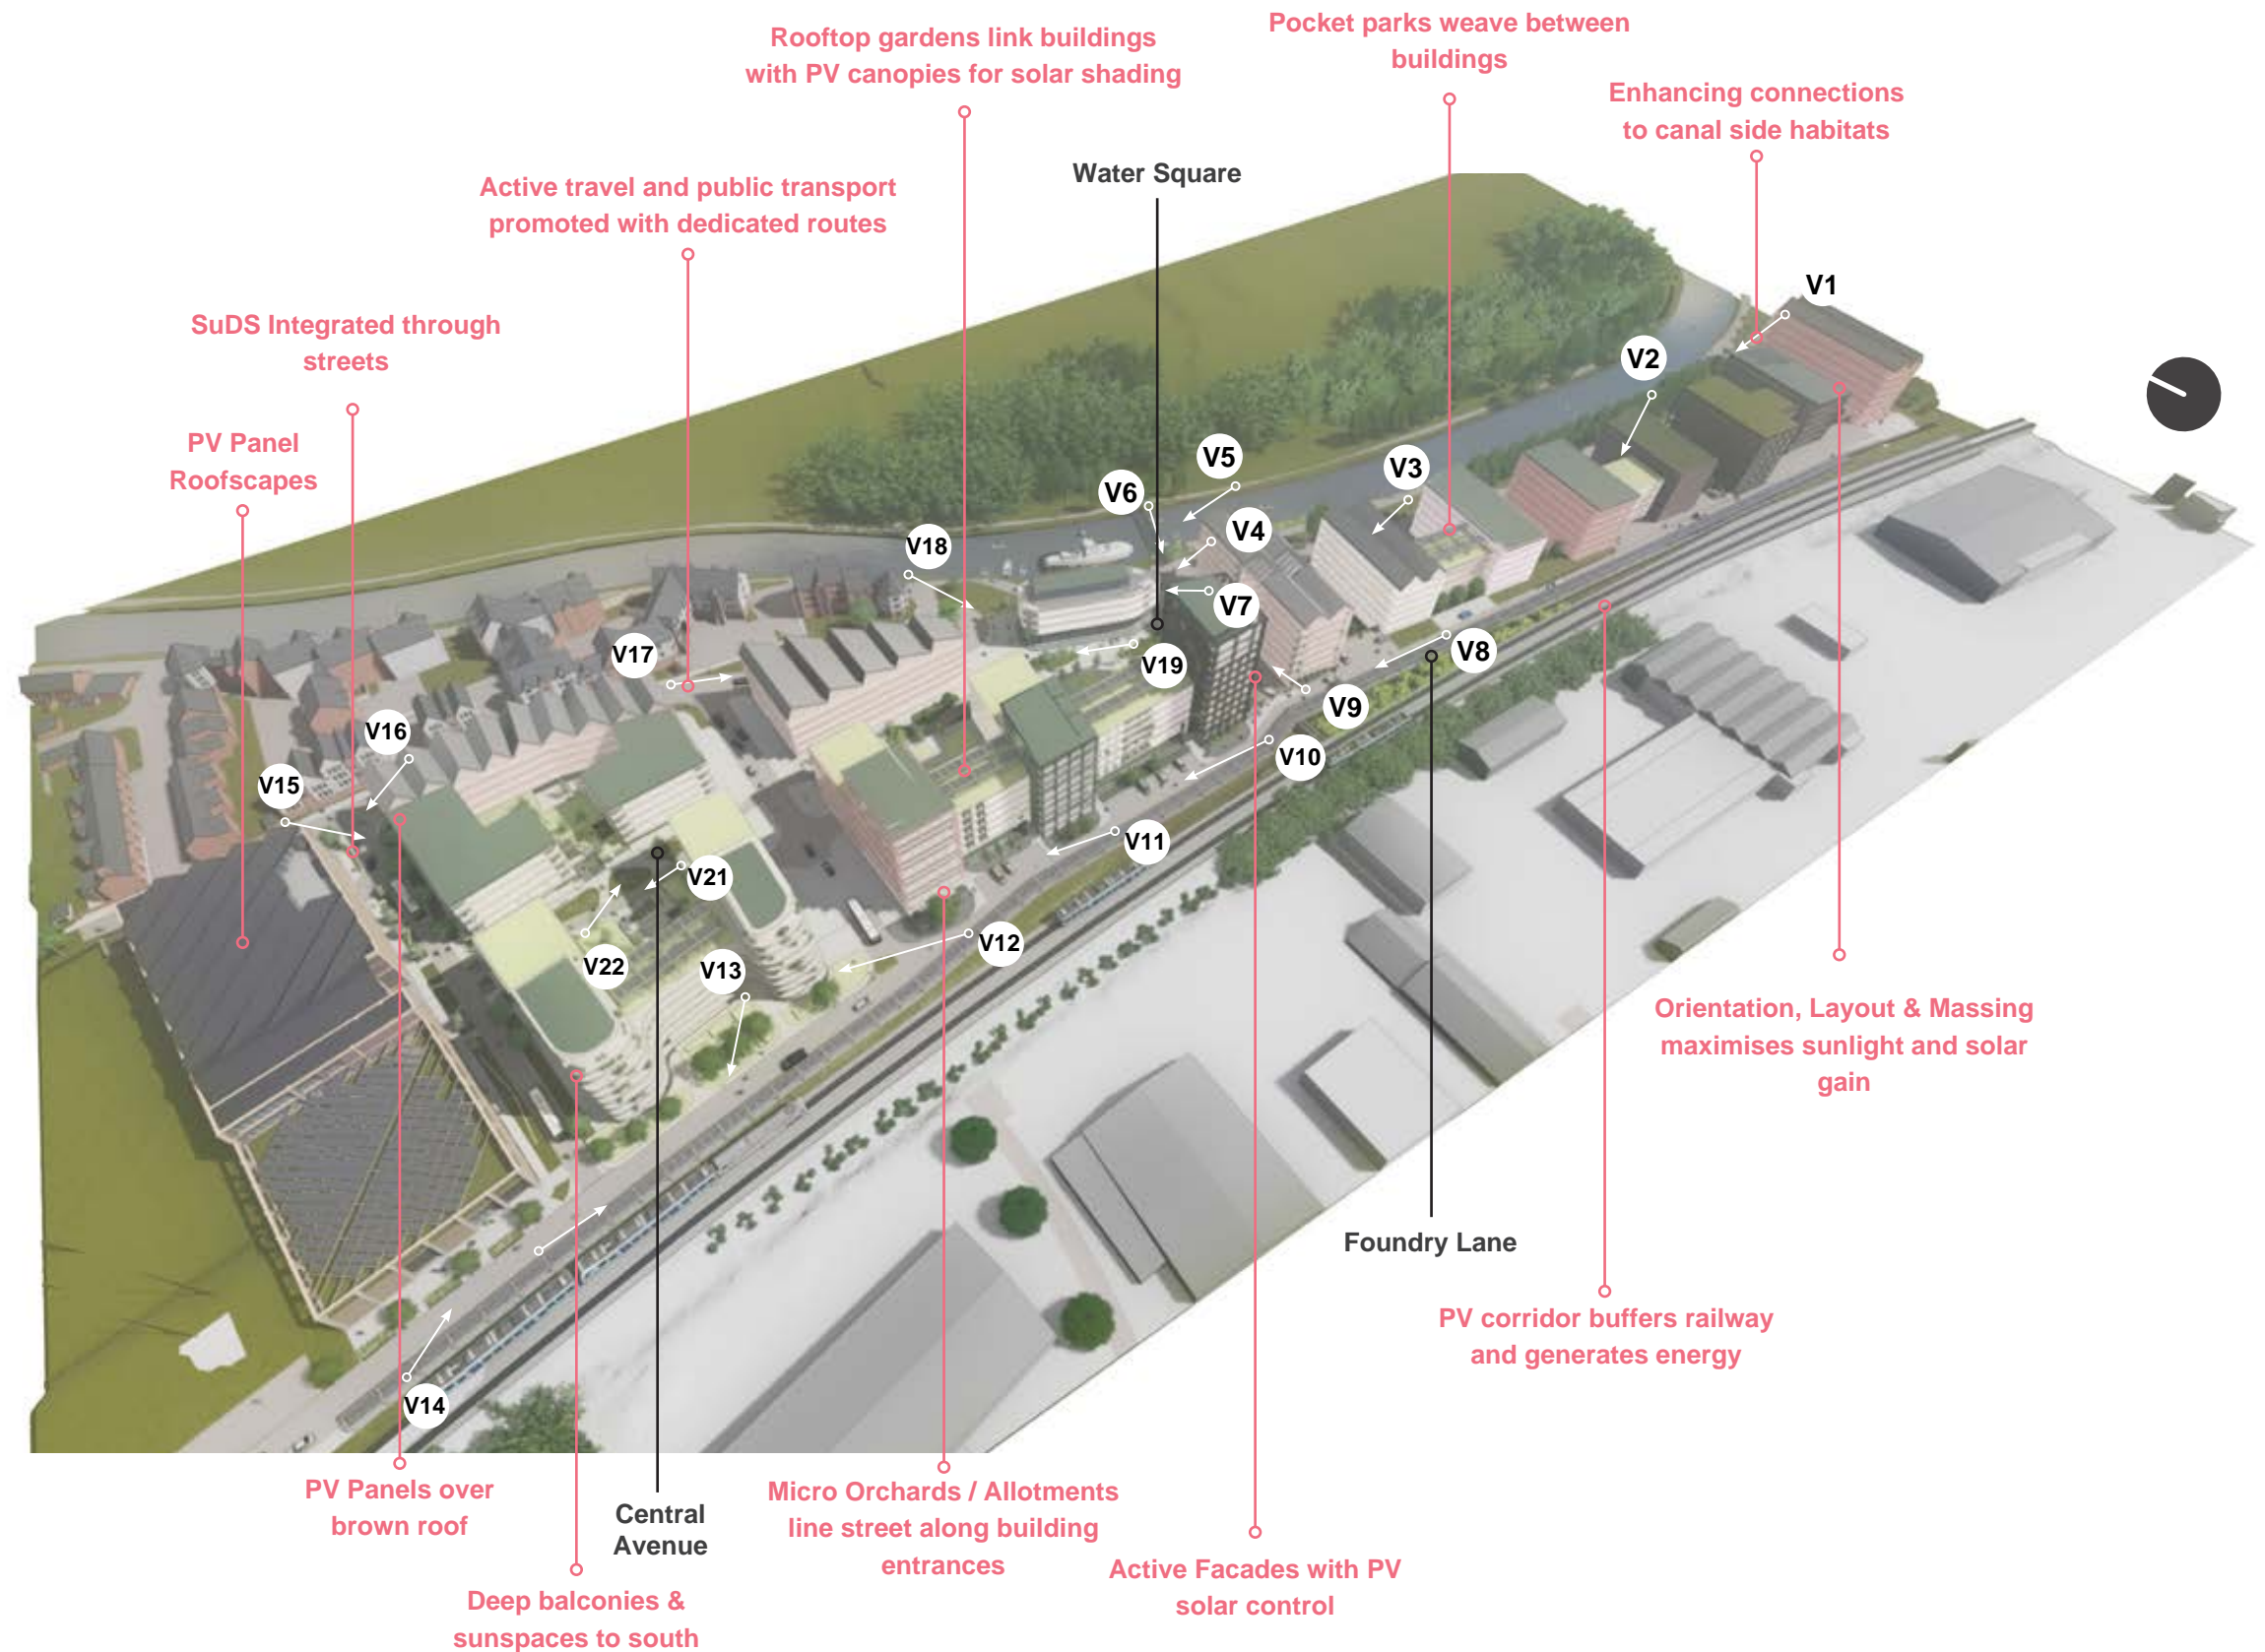 Pocket parks weave between
buildings
Rooftop gardens link buildings
with PV canopies for solar shading
Enhancing connections
to canal side habitats
Water Square
Active travel and public transport
promoted with dedicated routes
SuDS Integrated through
streets
PV Panel
Roofscapes
V1
V2
V3
V5
V6
V4
V18
V7
V8
V19
V17
V9
V16
V10
V15
V11
V21
V12
V22
V13
V14
Orientation, Layout & Massing
maximises sunlight and solar
gain
Foundry Lane
PV corridor buffers railway
and generates energy
PV Panels over
brown roof
Central
Avenue
Micro Orchards / Allotments
line street along building
entrances
Active Facades with PV
solar control
Deep balconies &
sunspaces to south